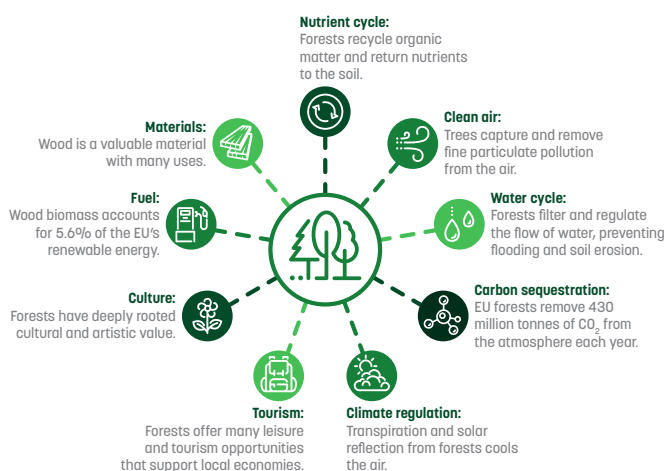 Nutrient cycle:
Forests recycle organic
matter and return nutrients
to the soil.
Clean air:
Trees capture and remove
fine particulate pollution
from the air.
Water cycle:
Forests filter and regulate
the flow of water, preventing
flooding and soil erosion.
Carbon sequestration:
EU forests remove 430
million tonnes of CO₂ from
the atmosphere each year.
Climate regulation:
Transpiration and solar
reflection from forests cools
the air.
Tourism:
Forests offer many leisure
and tourism opportunities
that support local economies.
Culture:
Forests have deeply rooted
cultural and artistic value.
Fuel:
Wood biomass accounts
for 5.6% of the EU's
renewable energy.
Materials:
Wood is a valuable material
with many uses.